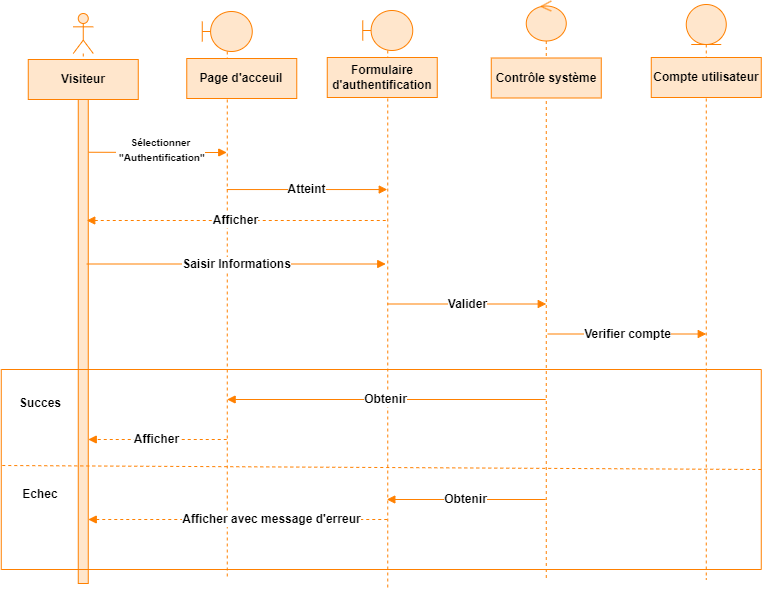 Visiteur
Page d'acceuil
Formulaire
d'authentification
Contrôle système
Compte utilisateur
Sélectionner
"Authentification"
Atteint
Afficher
Saisir Informations
Valider
Verifier compte
Succes
Obtenir
Afficher
Echec
Obtenir
Afficher avec message d'erreur